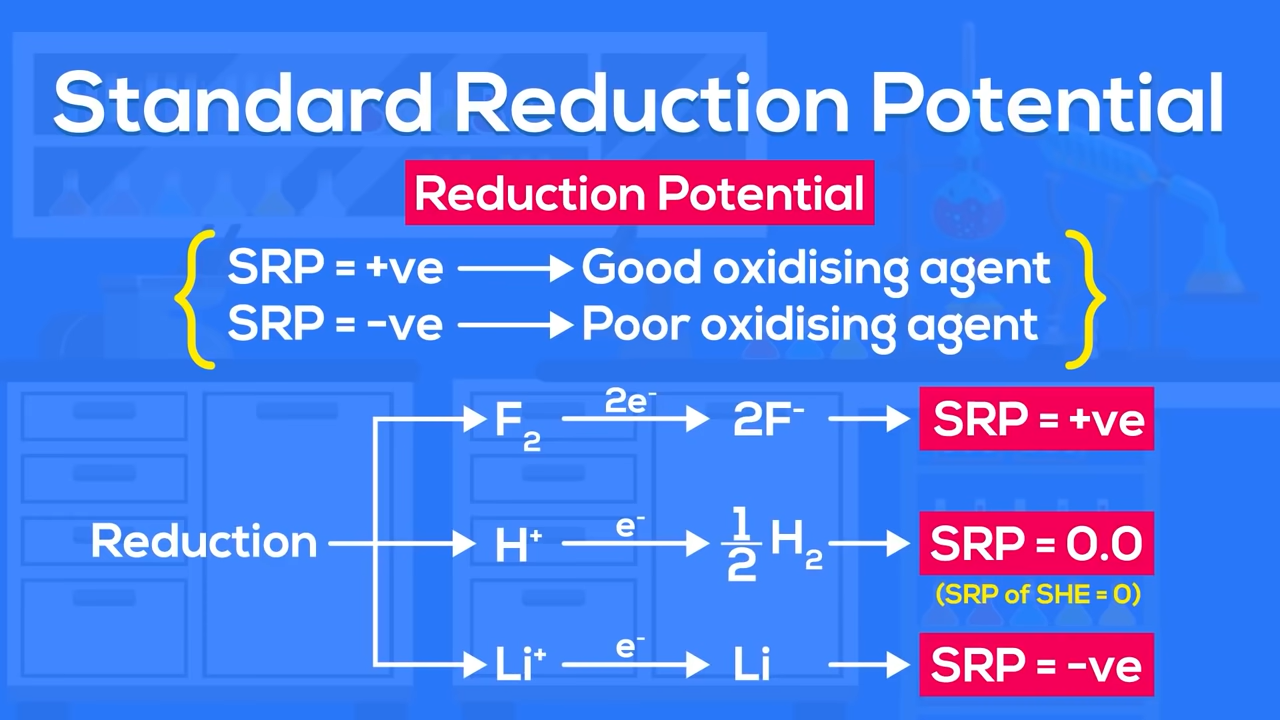 Standard Reduction Potential
Reduction Potential
SRP = +ve → Good oxidising agent
SRP = -ve → Poor oxidising agent
Reduction
F₂ 2e⁻ → 2F⁻ → SRP = +ve
H⁺ e⁻ → 1/2 H₂ → SRP = 0.0
(SRP of SHE = 0)
Li⁺ e⁻ → Li → SRP = -ve